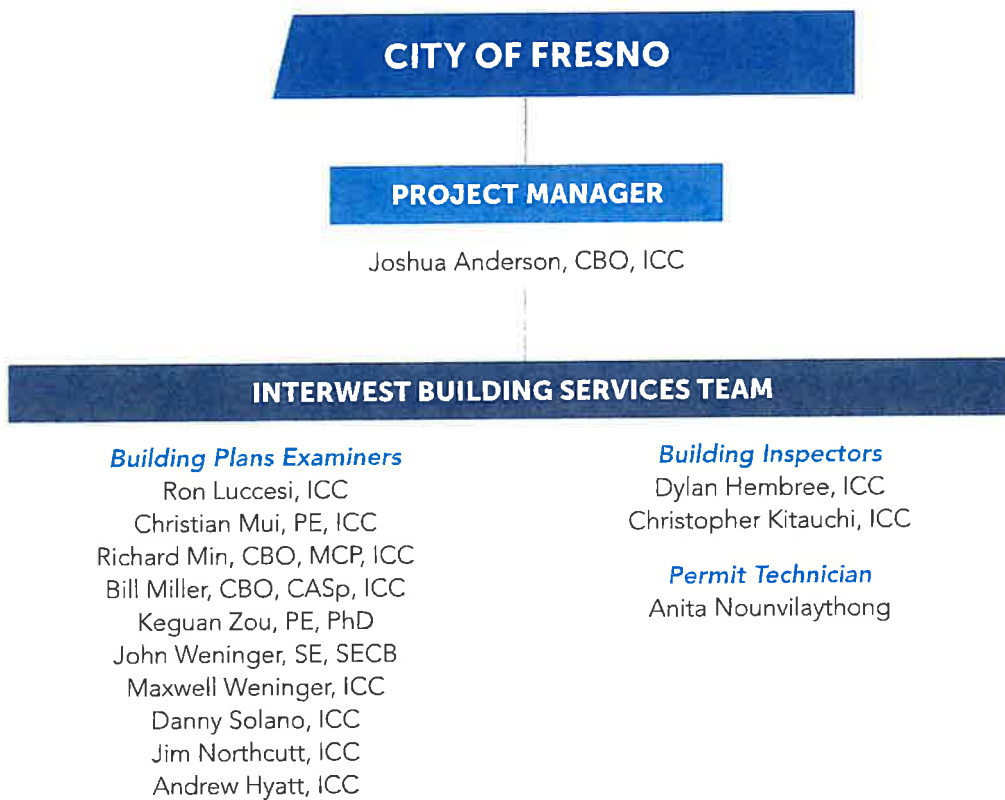 CITY OF FRESNO
PROJECT MANAGER
Joshua Anderson, CBO, ICC
INTERWEST BUILDING SERVICES TEAM
Building Plans Examiners
Ron Luccesi, ICC
Christian Mui, PE, ICC
Richard Min, CBO, MCP, ICC
Bill Miller, CBO, CASp, ICC
Keguan Zou, PE, PhD
John Weninger, SE, SECB
Maxwell Weninger, ICC
Danny Solano, ICC
Jim Northcutt, ICC
Andrew Hyatt, ICC
Building Inspectors
Dylan Hembree, ICC
Christopher Kitauchi, ICC
Permit Technician
Anita Nounvilaythong